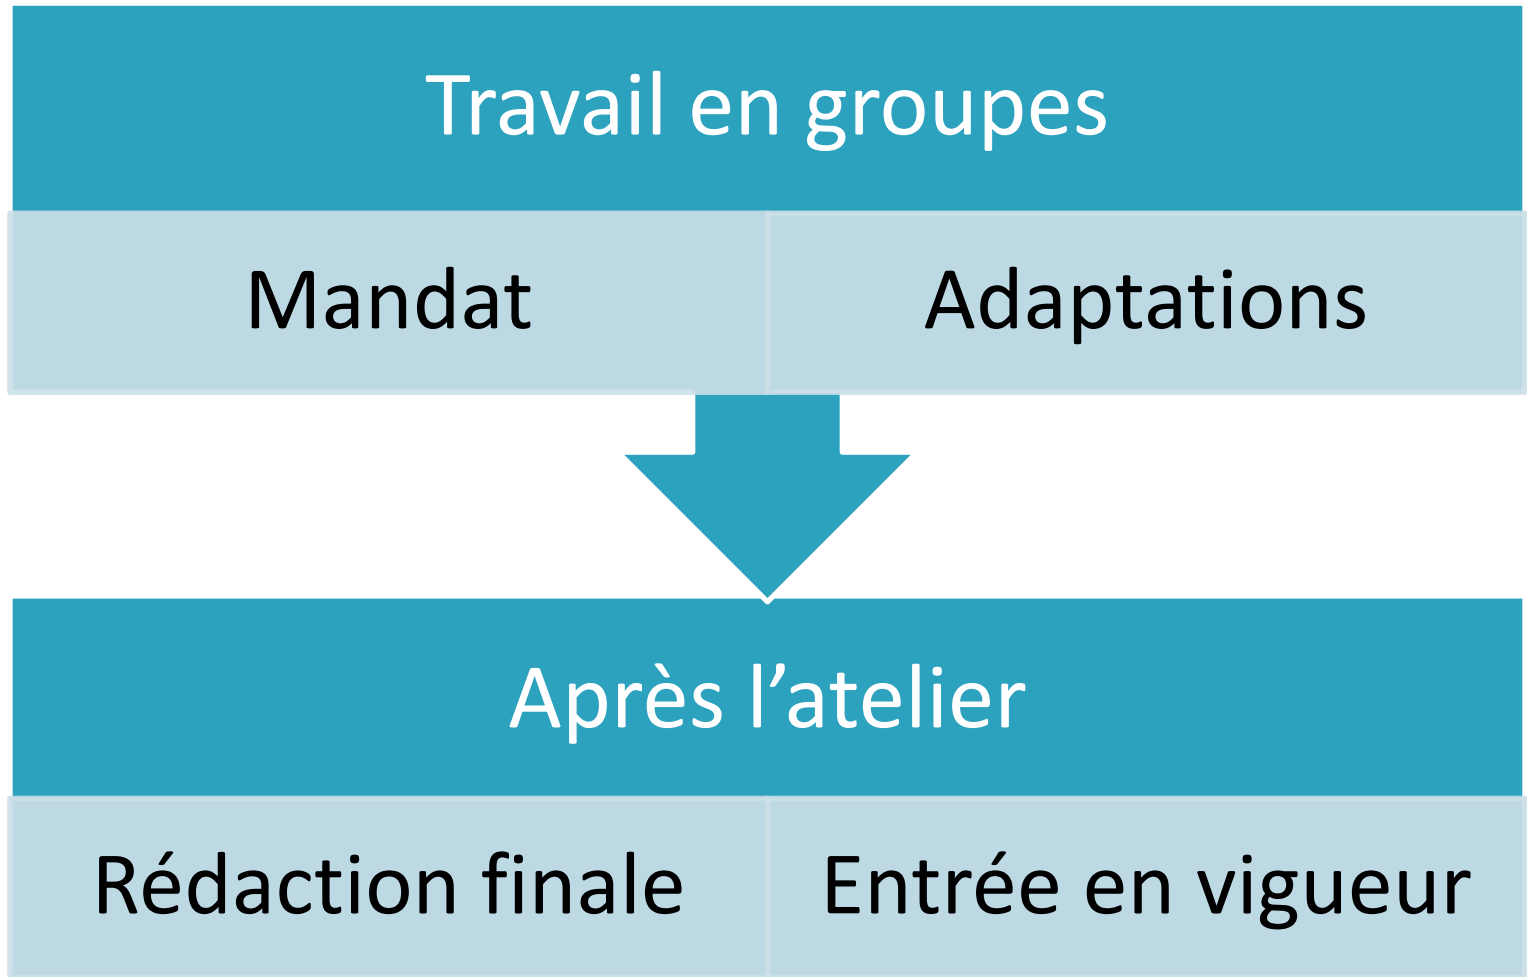 Travail en groupes
Mandat
Adaptations
Après l’atelier
Rédaction finale
Entrée en vigueur